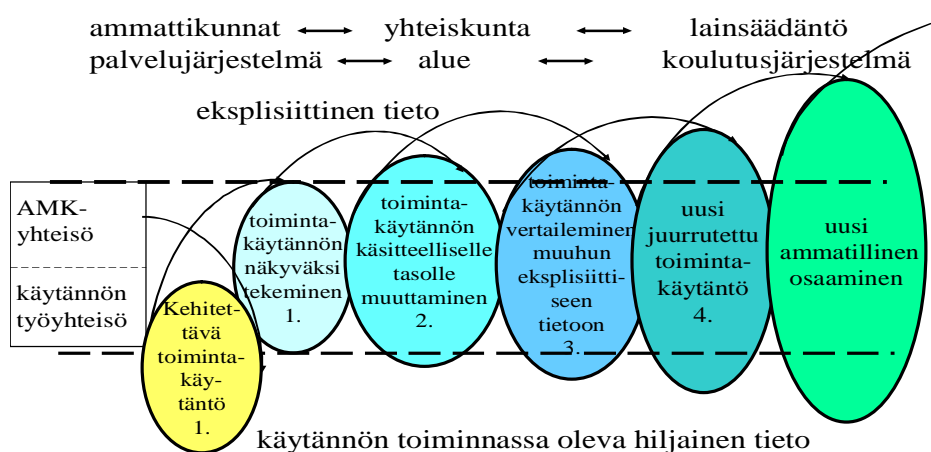 ammattikunnat yhteiskunta lainsäädäntö
palvelujärjestelmä alue koulutusjärjestelmä
eksplisiittinen tieto
AMK-
yhteisö
käytännön
työyhteisö
Kehitet-
tävä
toiminta-
käy-
täntö
1.
toiminta-
käytännön
näkyväksi
tekeminen
1.
toiminta-
käytännön
käsitteelliselle
tasolle
muuttaminen
2.
toiminta-
käytännön
vertaileminen
muuhun
eksplisiitti-
seen
tietoon
3.
uusi
juurrutettu
toiminta-
käytäntö
4.
uusi
ammatillinen
osaaminen
käytännön toiminnassa oleva hiljainen tieto